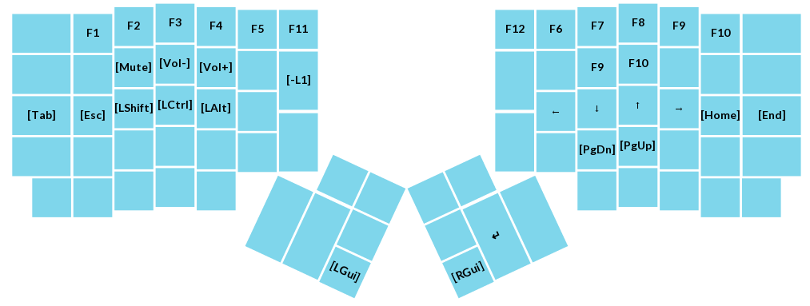 F1 F2 F3 F4 F5 F11 F12 F6 F7 F8 F9 F10
[Mute] [Vol-] [Vol+] [-L1] F9 F10
[Tab] [Esc] [LShift] [LCtrl] [LAlt] ← ↓ ↑ → [Home] [End]
[PgDn] [PgUp]
↵
[LGui] [RGui]